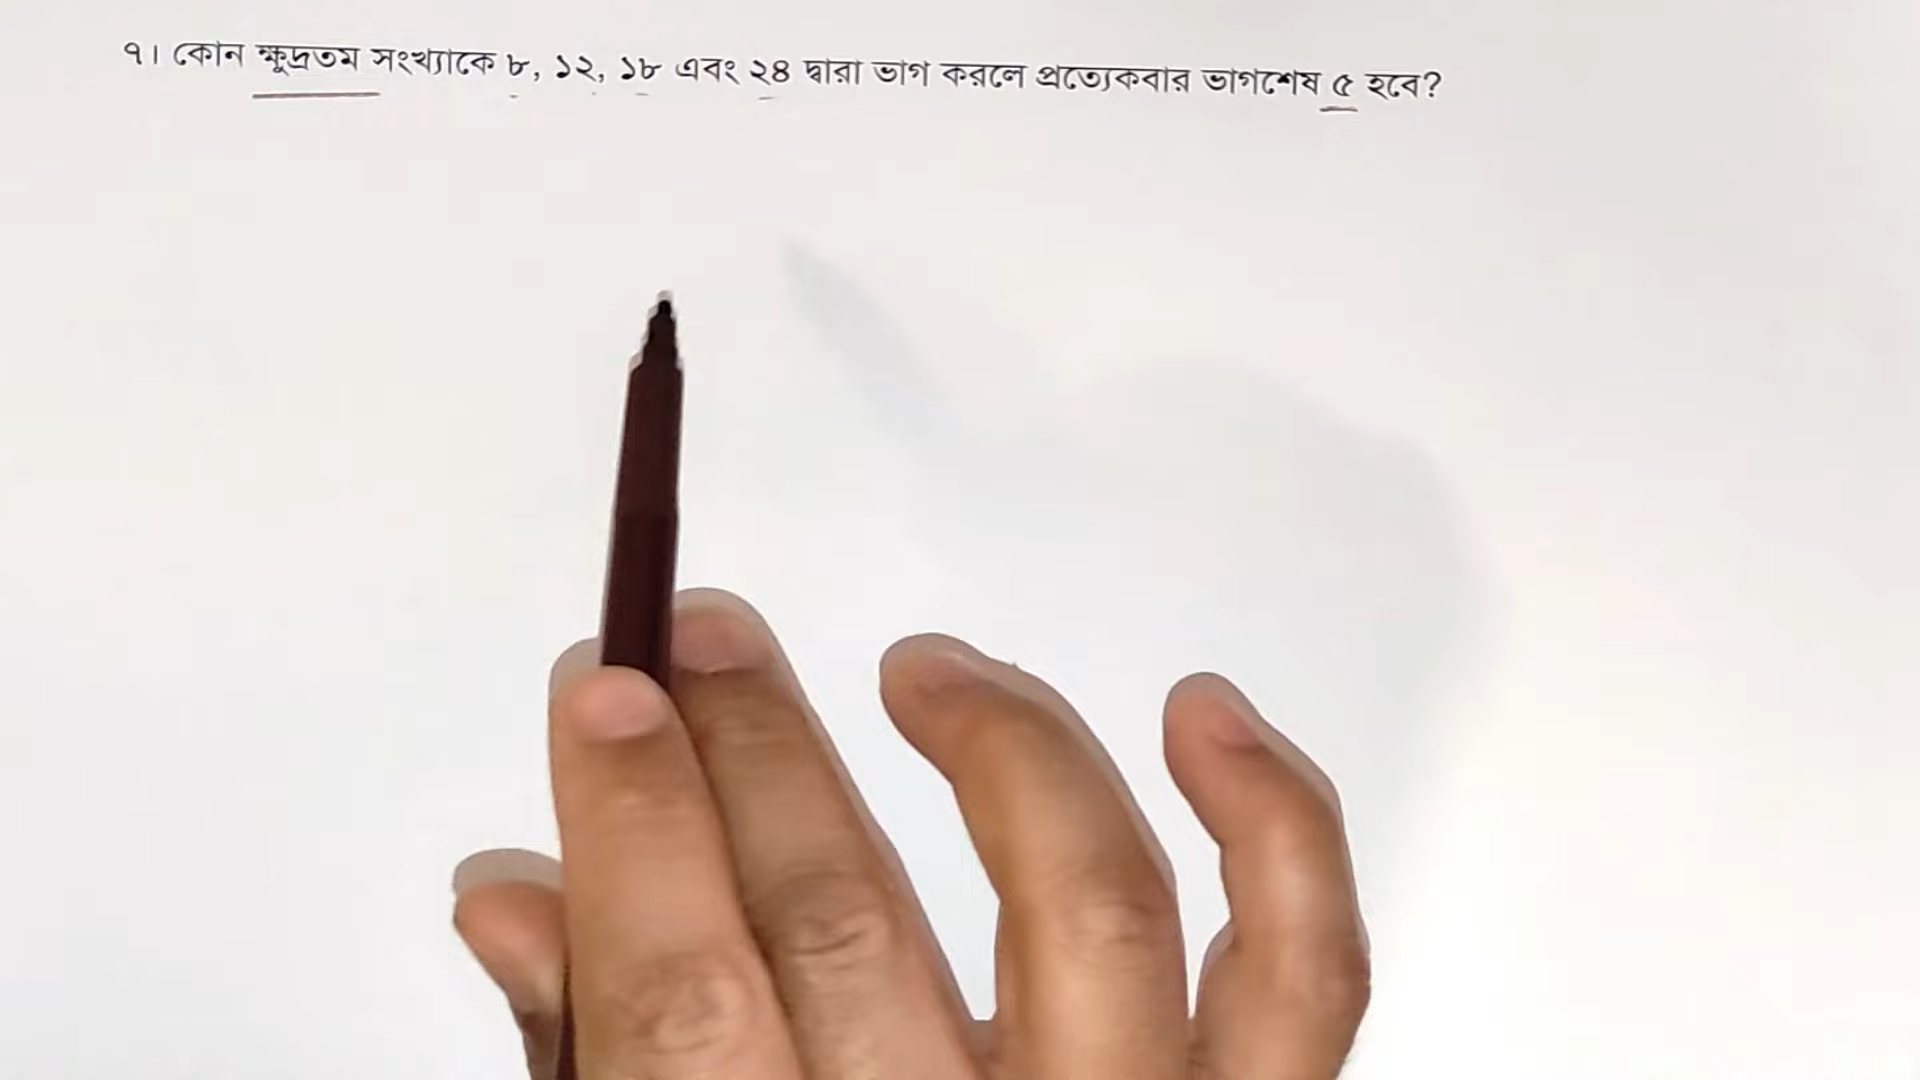 ৭। কোন ক্ষুদ্রতম সংখ্যাকে ৮, ১২, ১৮ এবং ২৪ দ্বারা ভাগ করলে প্রত্যেকবার ভাগশেষ ৫ হবে?